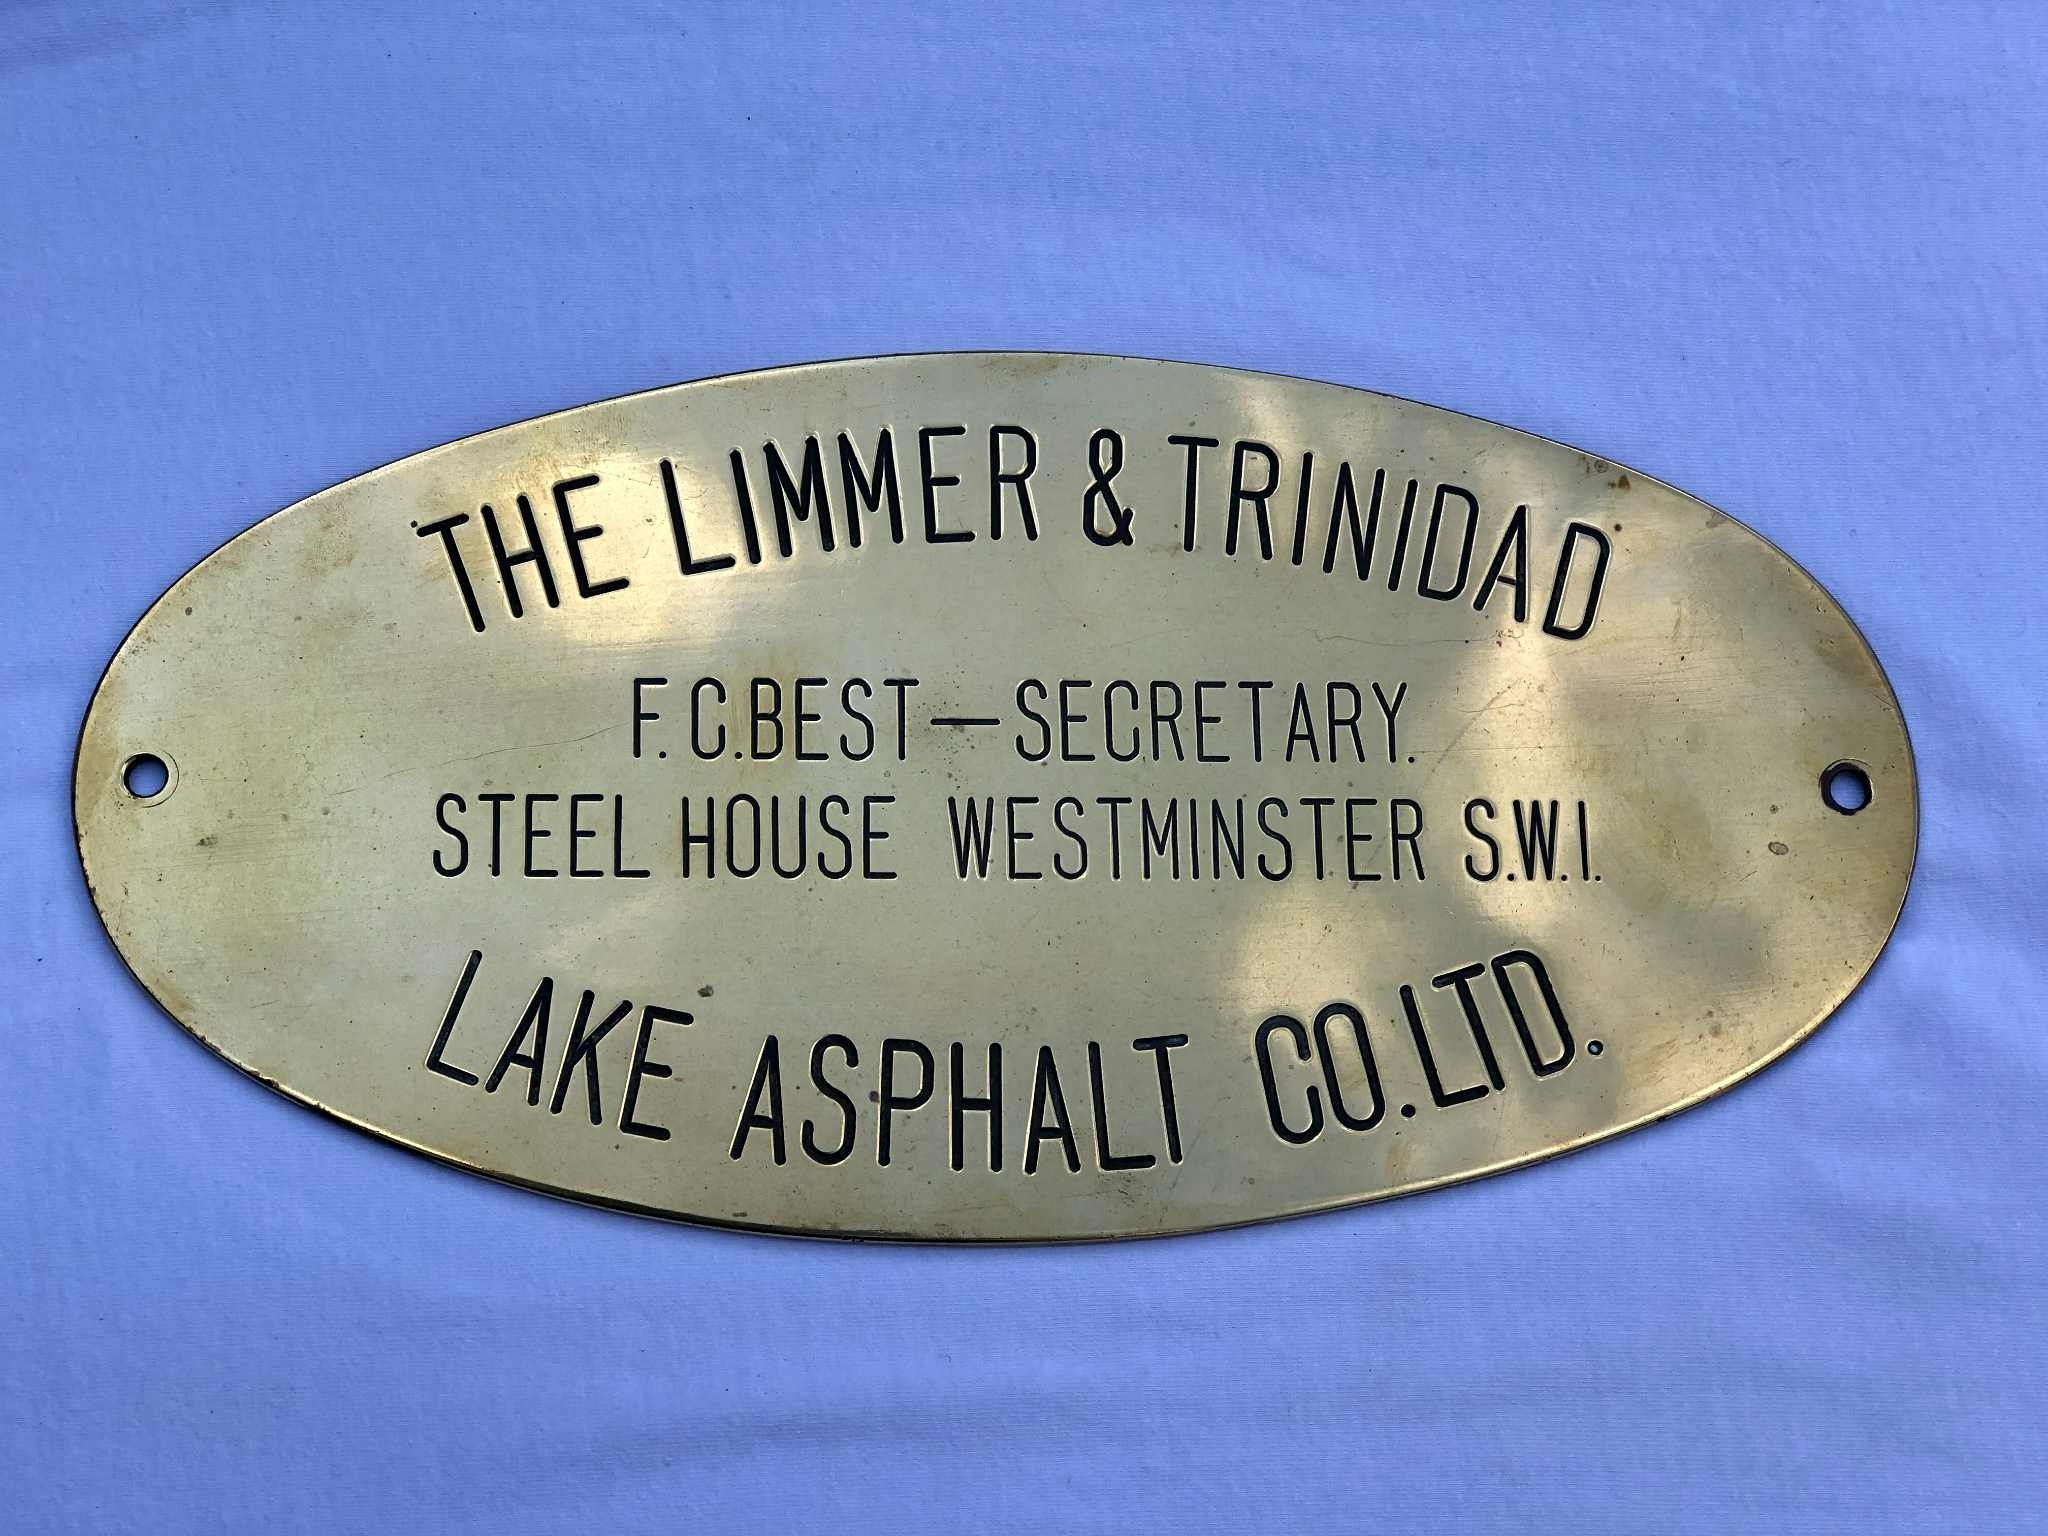 THE LIMMER & TRINIDAD
F. C. BEST — SECRETARY.
STEEL HOUSE WESTMINSTER S.W.I.
LAKE ASPHALT CO. LTD.